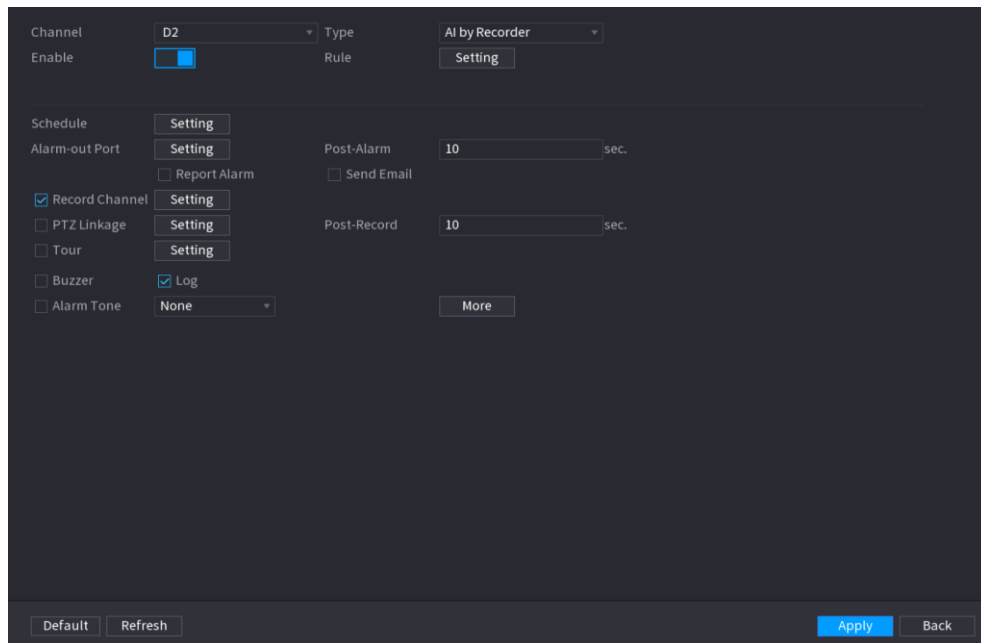 Channel D2 Type AI by Recorder
Enable Rule Setting
Schedule Setting
Alarm-out Port Setting Post-Alarm 10 sec.
Report Alarm Send Email
Record Channel Setting
PTZ Linkage Setting Post-Record 10 sec.
Tour Setting
Buzzer Log
Alarm Tone None More
Default Refresh Apply Back